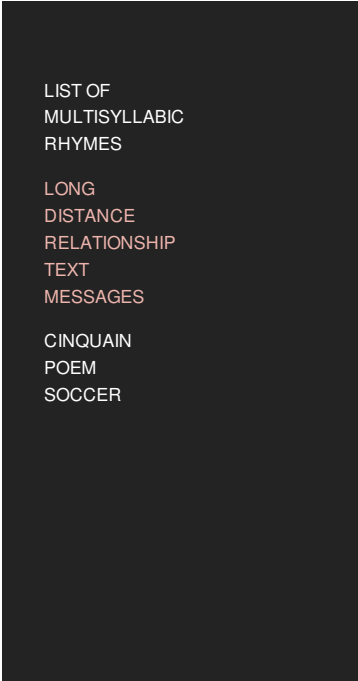 LIST OF
MULTISYLLABIC
RHYMES
LONG
DISTANCE
RELATIONSHIP
TEXT
MESSAGES
CINQUAIN
POEM
SOCCER